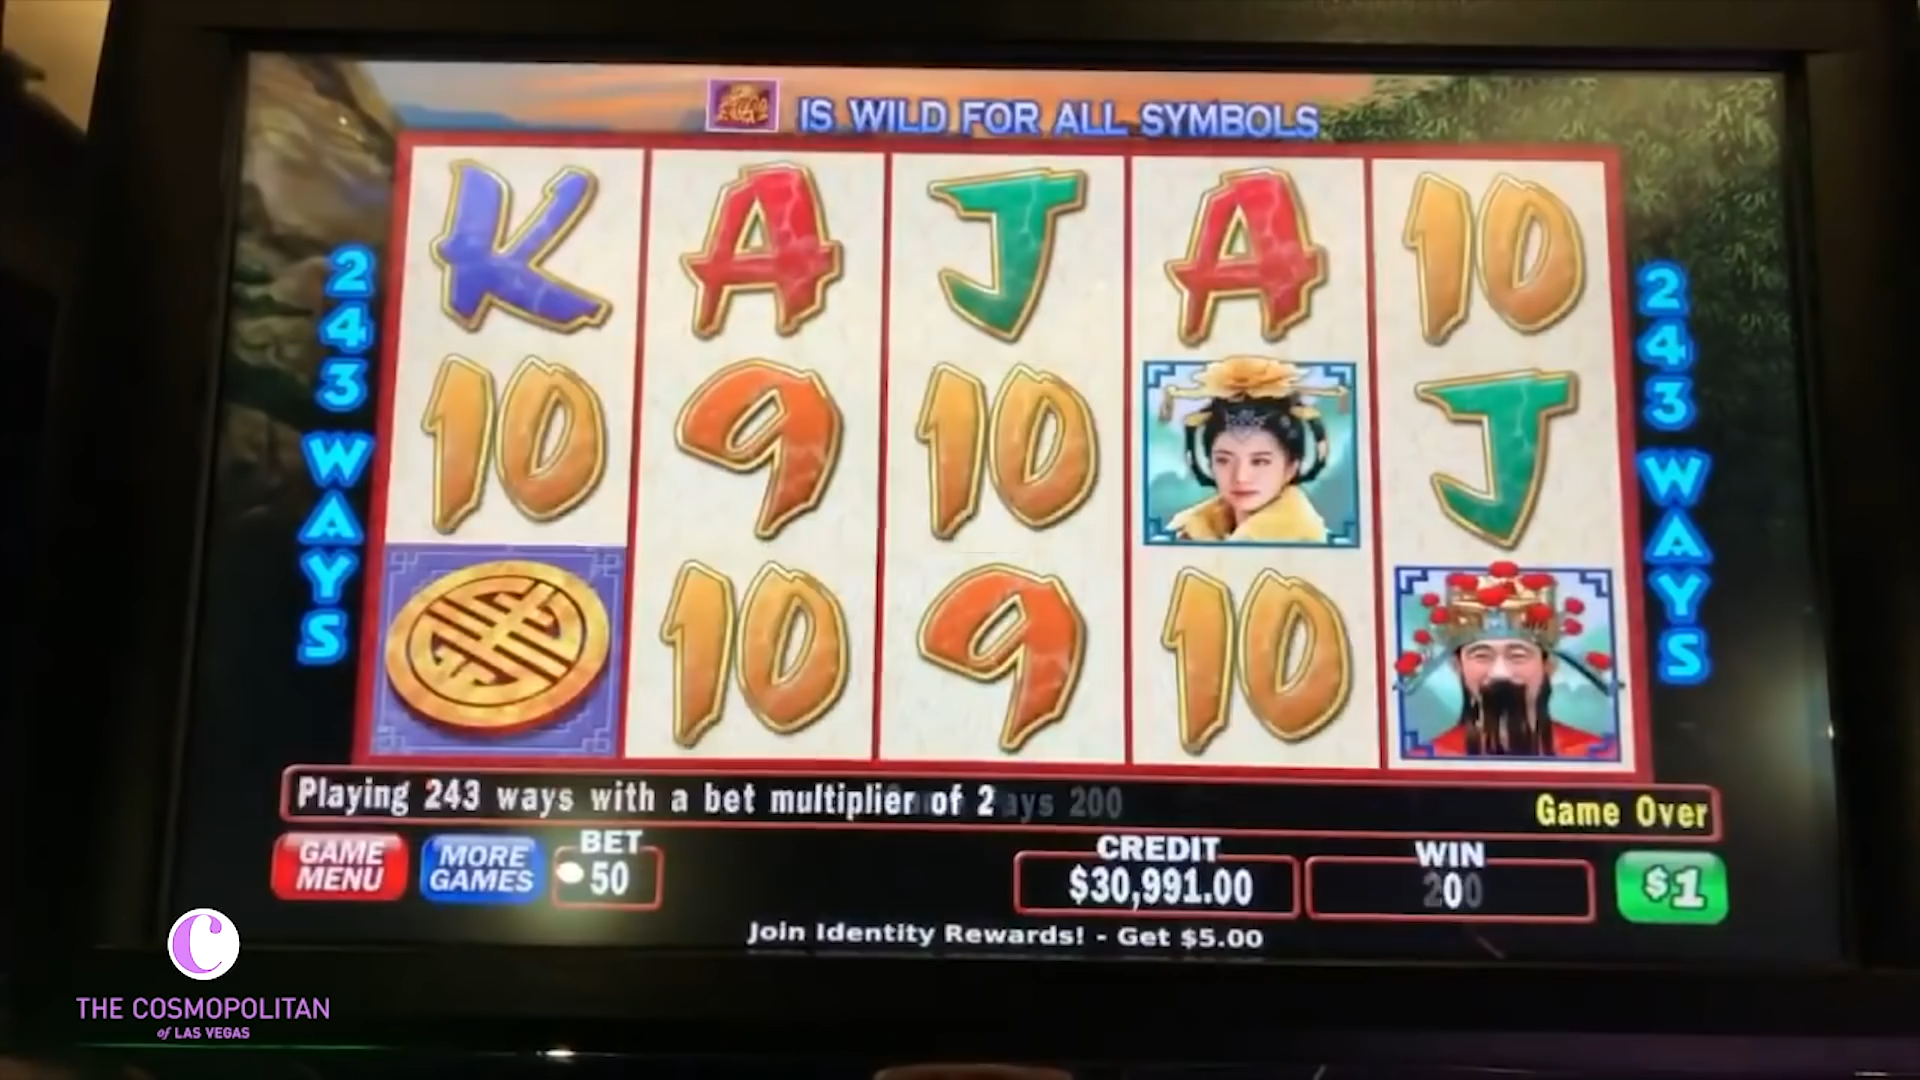 IS WILD FOR ALL SYMBOLS
243 WAYS
K A J A 10
10 9 10 J
10 9 10
243 WAYS
Playing 243 ways with a bet multiplier of 2 ays 200
Game Over
GAME MENU
MORE GAMES
BET
50
CREDIT
$30,991.00
WIN
200
$1
Join Identity Rewards! - Get $5.00
C
THE COSMOPOLITAN
of LAS VEGAS